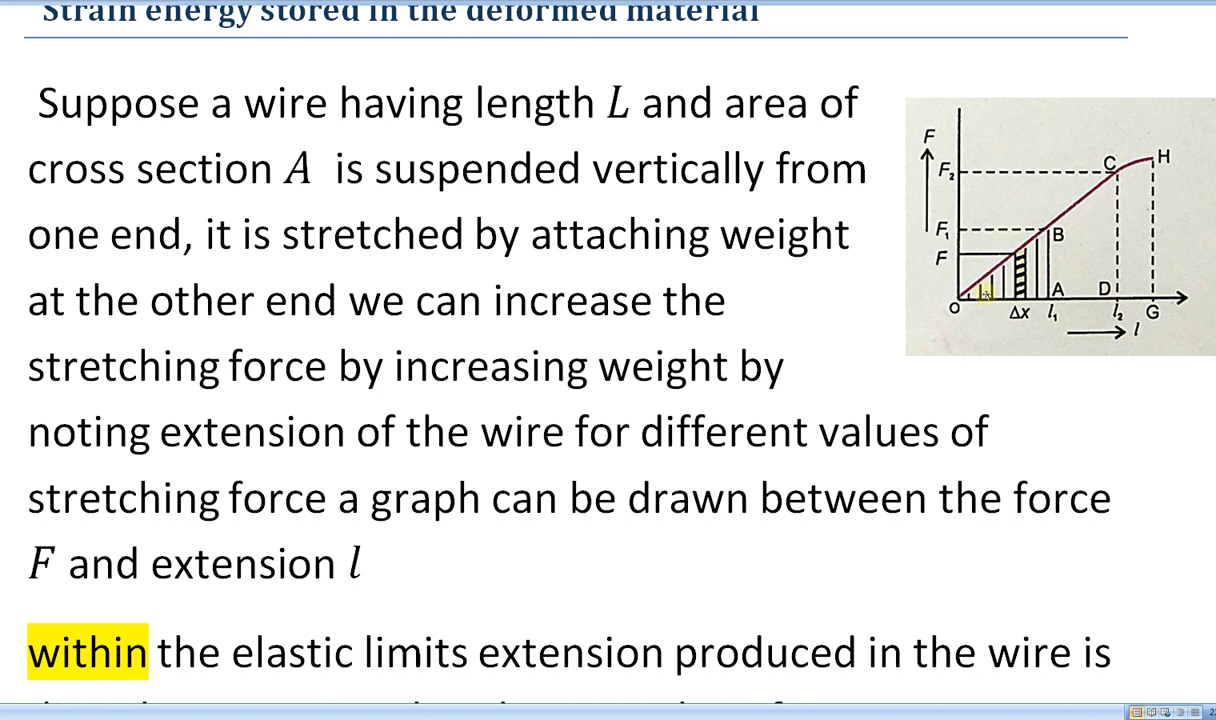 Strain energy stored in the deformed material
Suppose a wire having length L and area of
cross section A is suspended vertically from
one end, it is stretched by attaching weight
at the other end we can increase the
stretching force by increasing weight by
noting extension of the wire for different values of
stretching force a graph can be drawn between the force
F and extension l
within the elastic limits extension produced in the wire is
F
F₂
F₁
F
C
H
B
A
D
O
Δx
l₁
l₂
G
l